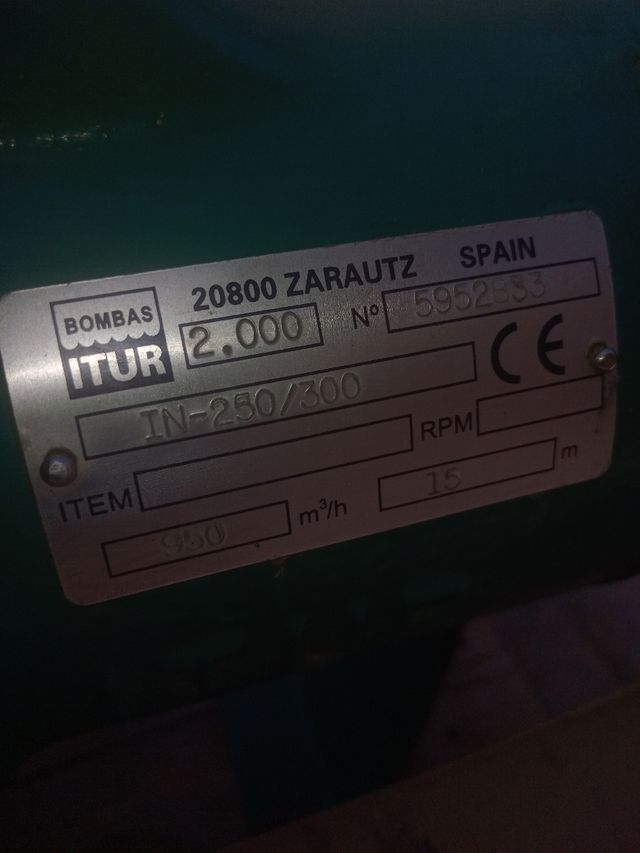 BOMBAS
ITUR
20800 ZARAUTZ SPAIN
2.000 Nº 5952833
IN-250/300
ITEM RPM
950 m³/h 15 m
CE